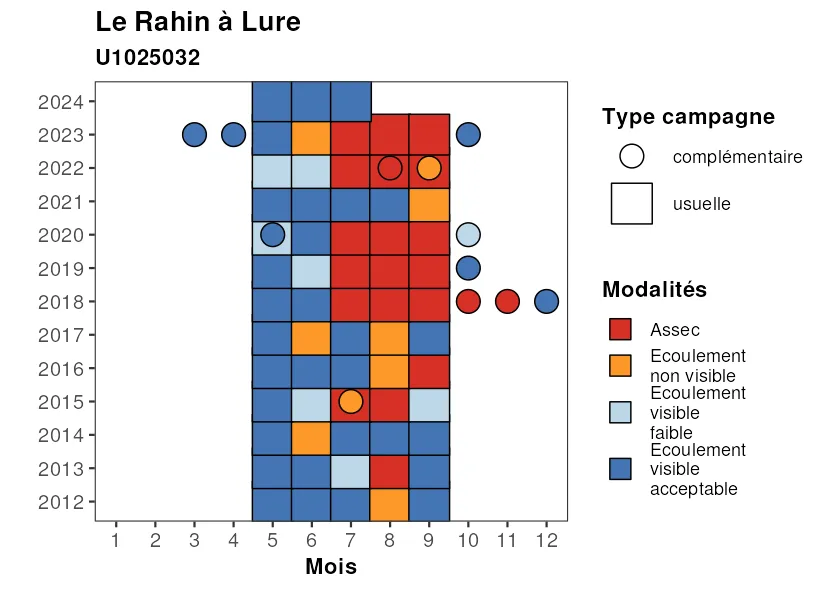 Le Rahin à Lure
U1025032
2024
2023
2022
2021
2020
2019
2018
2017
2016
2015
2014
2013
2012
1 2 3 4 5 6 7 8 9 10 11 12
Mois
Type campagne
complémentaire
usuelle
Modalités
Assec
Ecoulement
non visible
Ecoulement
visible
faible
Ecoulement
visible
acceptable